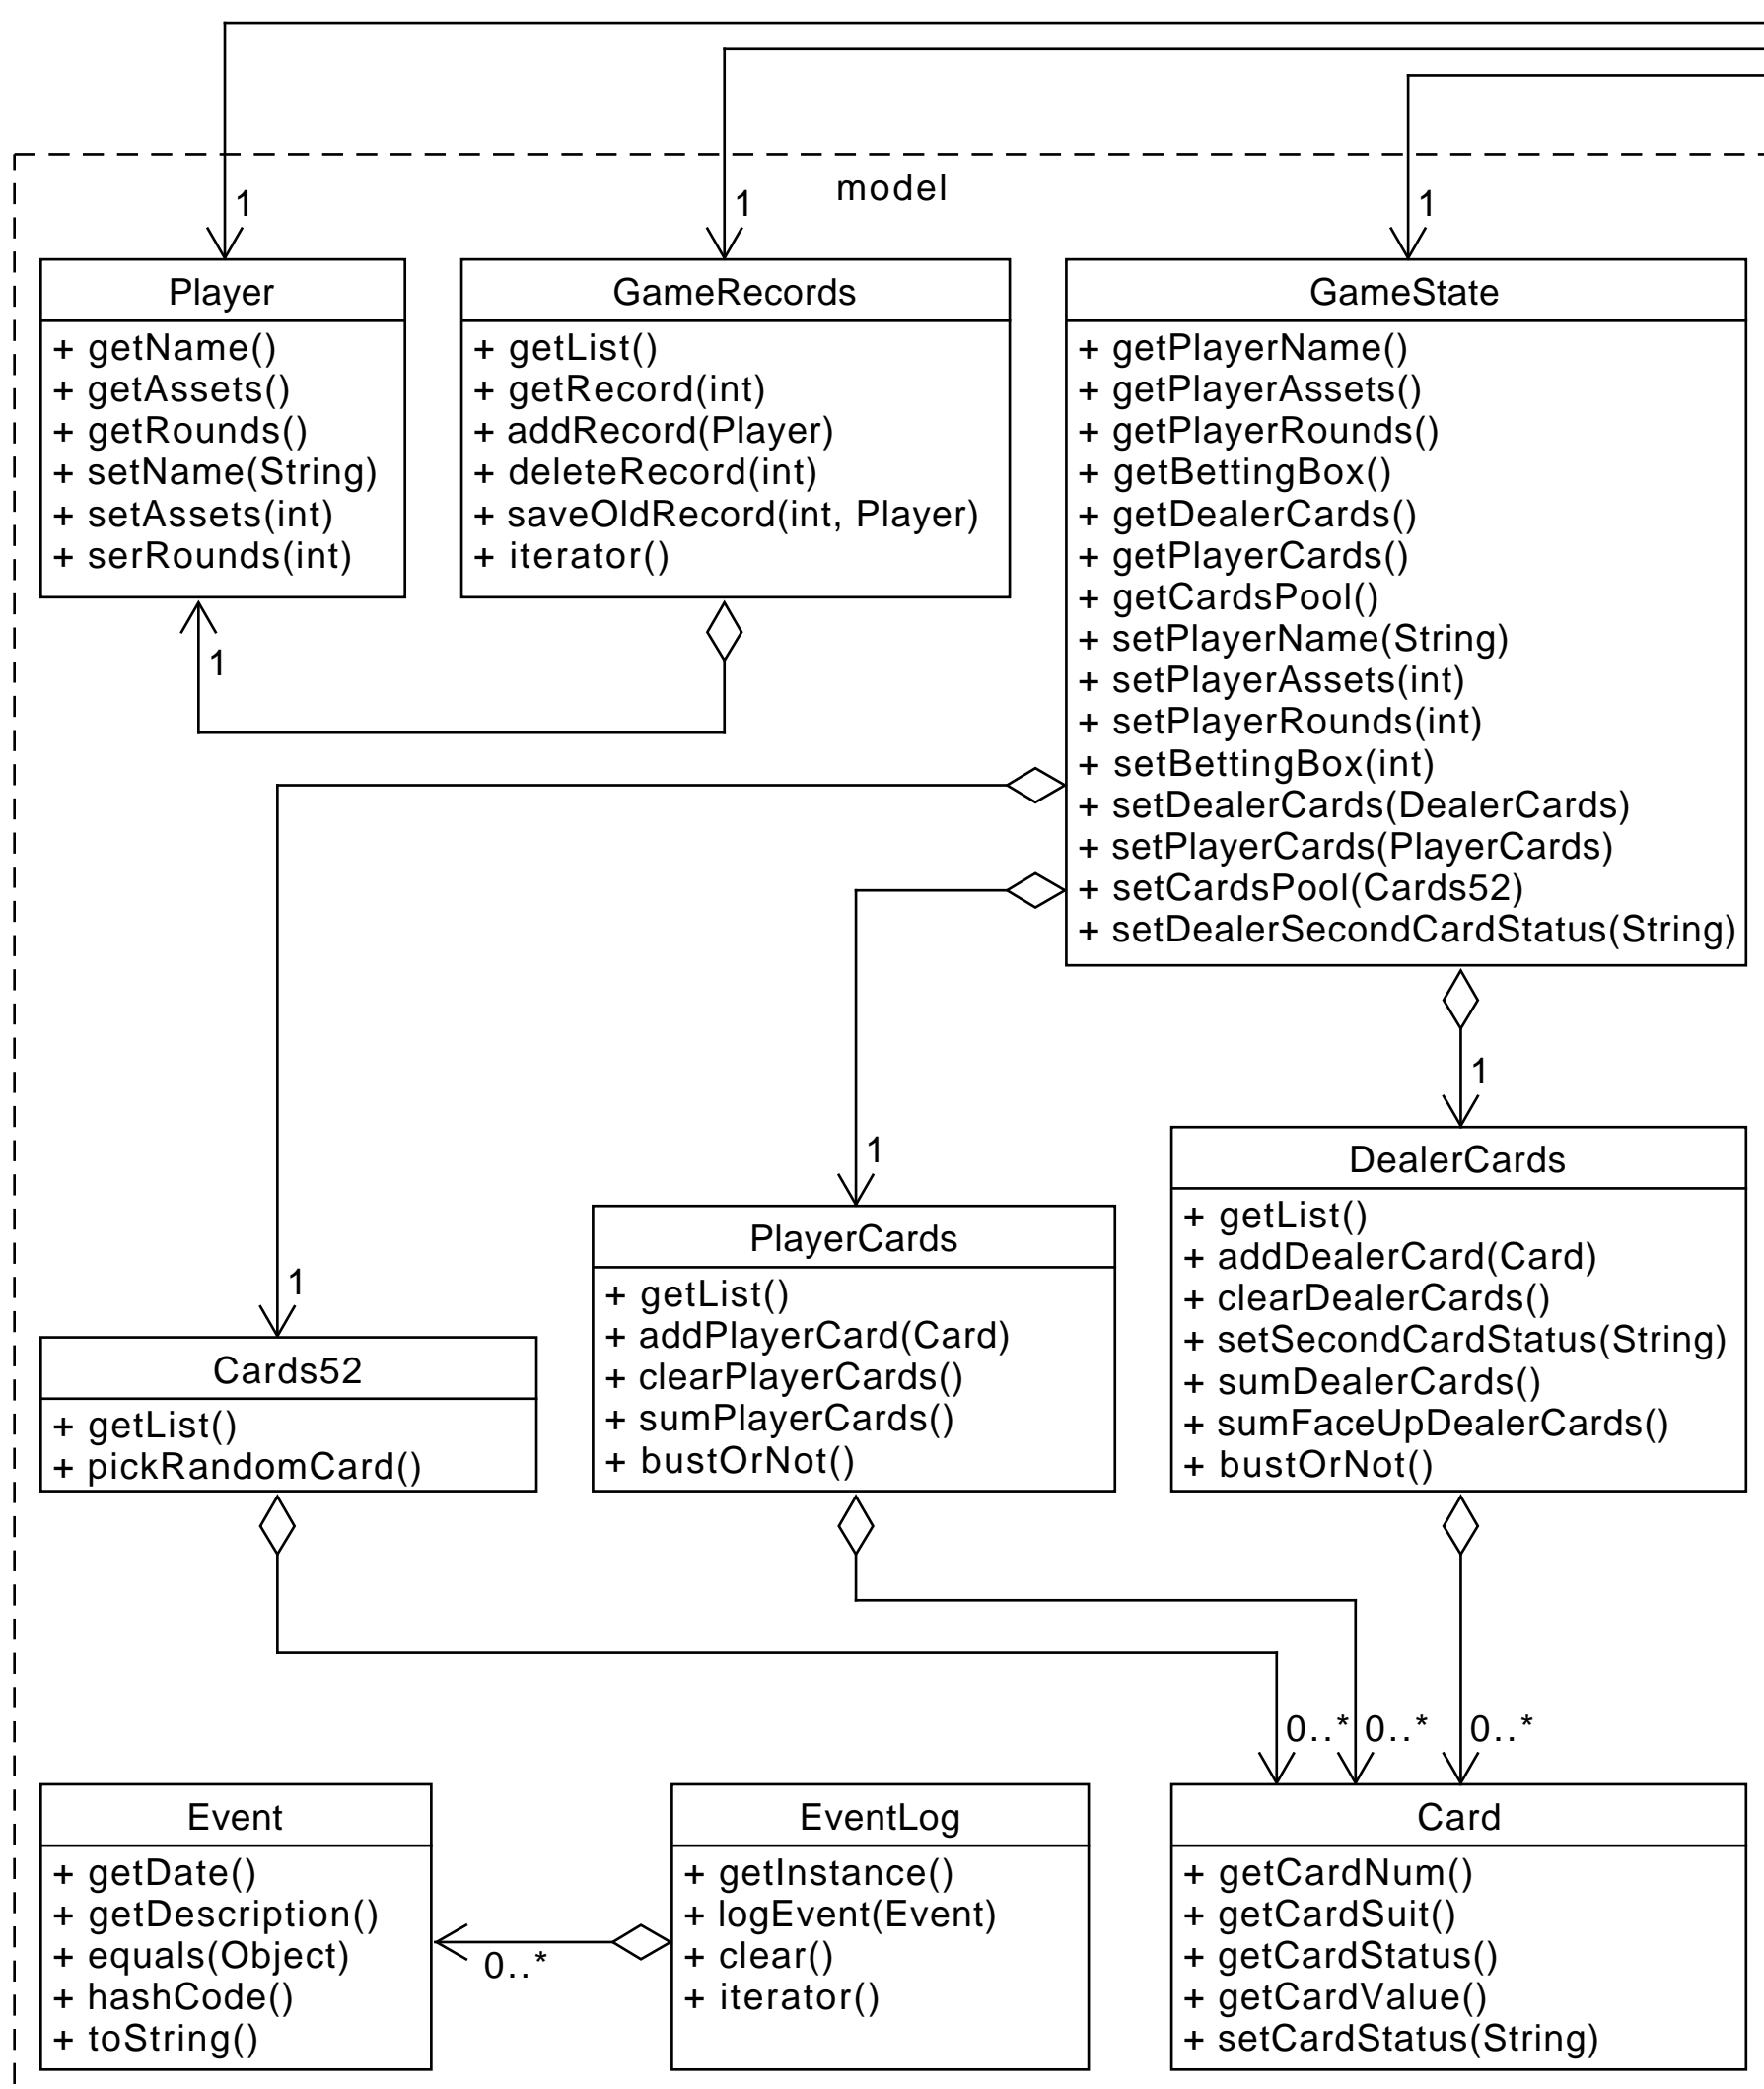 model
1
1
1
Player
+ getName()
+ getAssets()
+ getRounds()
+ setName(String)
+ setAssets(int)
+ serRounds(int)
1
GameRecords
+ getList()
+ getRecord(int)
+ addRecord(Player)
+ deleteRecord(int)
+ saveOldRecord(int, Player)
+ iterator()
GameState
+ getPlayerName()
+ getPlayerAssets()
+ getPlayerRounds()
+ getBettingBox()
+ getDealerCards()
+ getPlayerCards()
+ getCardsPool()
+ setPlayerName(String)
+ setPlayerAssets(int)
+ setPlayerRounds(int)
+ setBettingBox(int)
+ setDealerCards(DealerCards)
+ setPlayerCards(PlayerCards)
+ setCardsPool(Cards52)
+ setDealerSecondCardStatus(String)
1
1
1
Cards52
+ getList()
+ pickRandomCard()
PlayerCards
+ getList()
+ addPlayerCard(Card)
+ clearPlayerCards()
+ sumPlayerCards()
+ bustOrNot()
DealerCards
+ getList()
+ addDealerCard(Card)
+ clearDealerCards()
+ setSecondCardStatus(String)
+ sumDealerCards()
+ sumFaceUpDealerCards()
+ bustOrNot()
0..*
0..*
0..*
Event
+ getDate()
+ getDescription()
+ equals(Object)
+ hashCode()
+ toString()
0..*
EventLog
+ getInstance()
+ logEvent(Event)
+ clear()
+ iterator()
Card
+ getCardNum()
+ getCardSuit()
+ getCardStatus()
+ getCardValue()
+ setCardStatus(String)